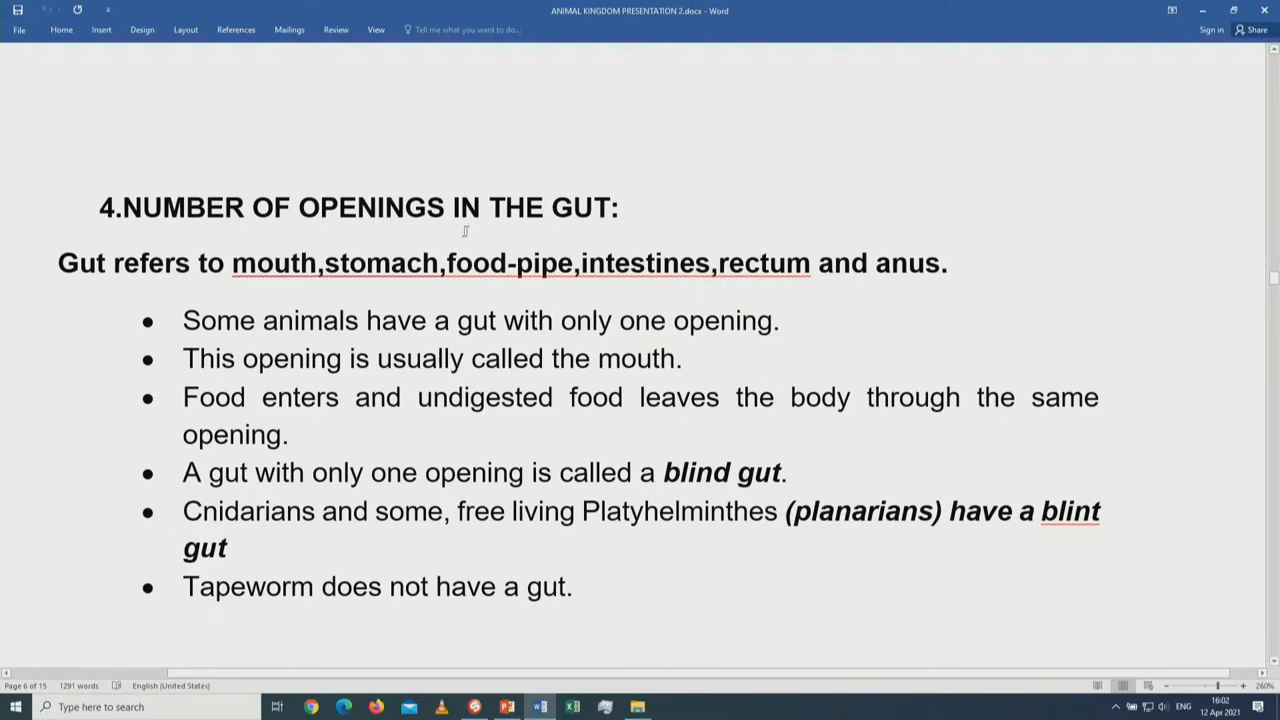 ANIMAL KINGDOM PRESENTATION 2.docx - Word
File Home Insert Design Layout References Mailings Review View Tell me what you want to do... Sign in Share
4.NUMBER OF OPENINGS IN THE GUT:
Gut refers to mouth,stomach,food-pipe,intestines,rectum and anus.
• Some animals have a gut with only one opening.
• This opening is usually called the mouth.
• Food enters and undigested food leaves the body through the same
opening.
• A gut with only one opening is called a blind gut.
• Cnidarians and some, free living Platyhelminthes (planarians) have a blint
gut
• Tapeworm does not have a gut.
Page 6 of 15 1291 words English (United States) 260%
Type here to search ENG 16:02
12 Apr 2021